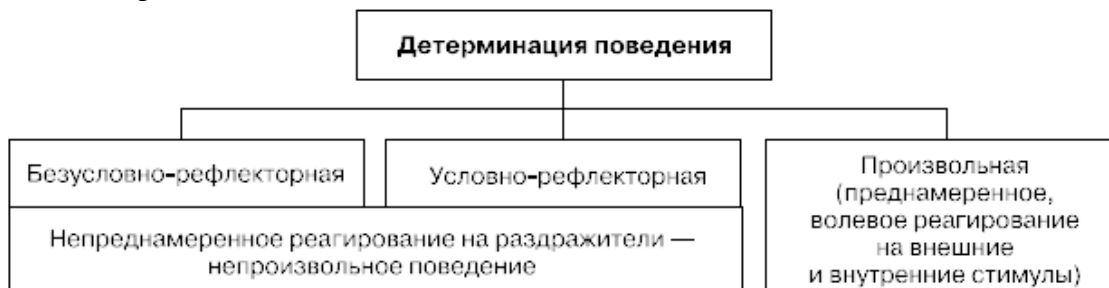 Детерминация поведения
Безусловно-рефлекторная
Условно-рефлекторная
Непреднамеренное реагирование на раздражители —
непроизвольное поведение
Произвольная
(преднамеренное,
волевое реагирование
на внешние
и внутренние стимулы)